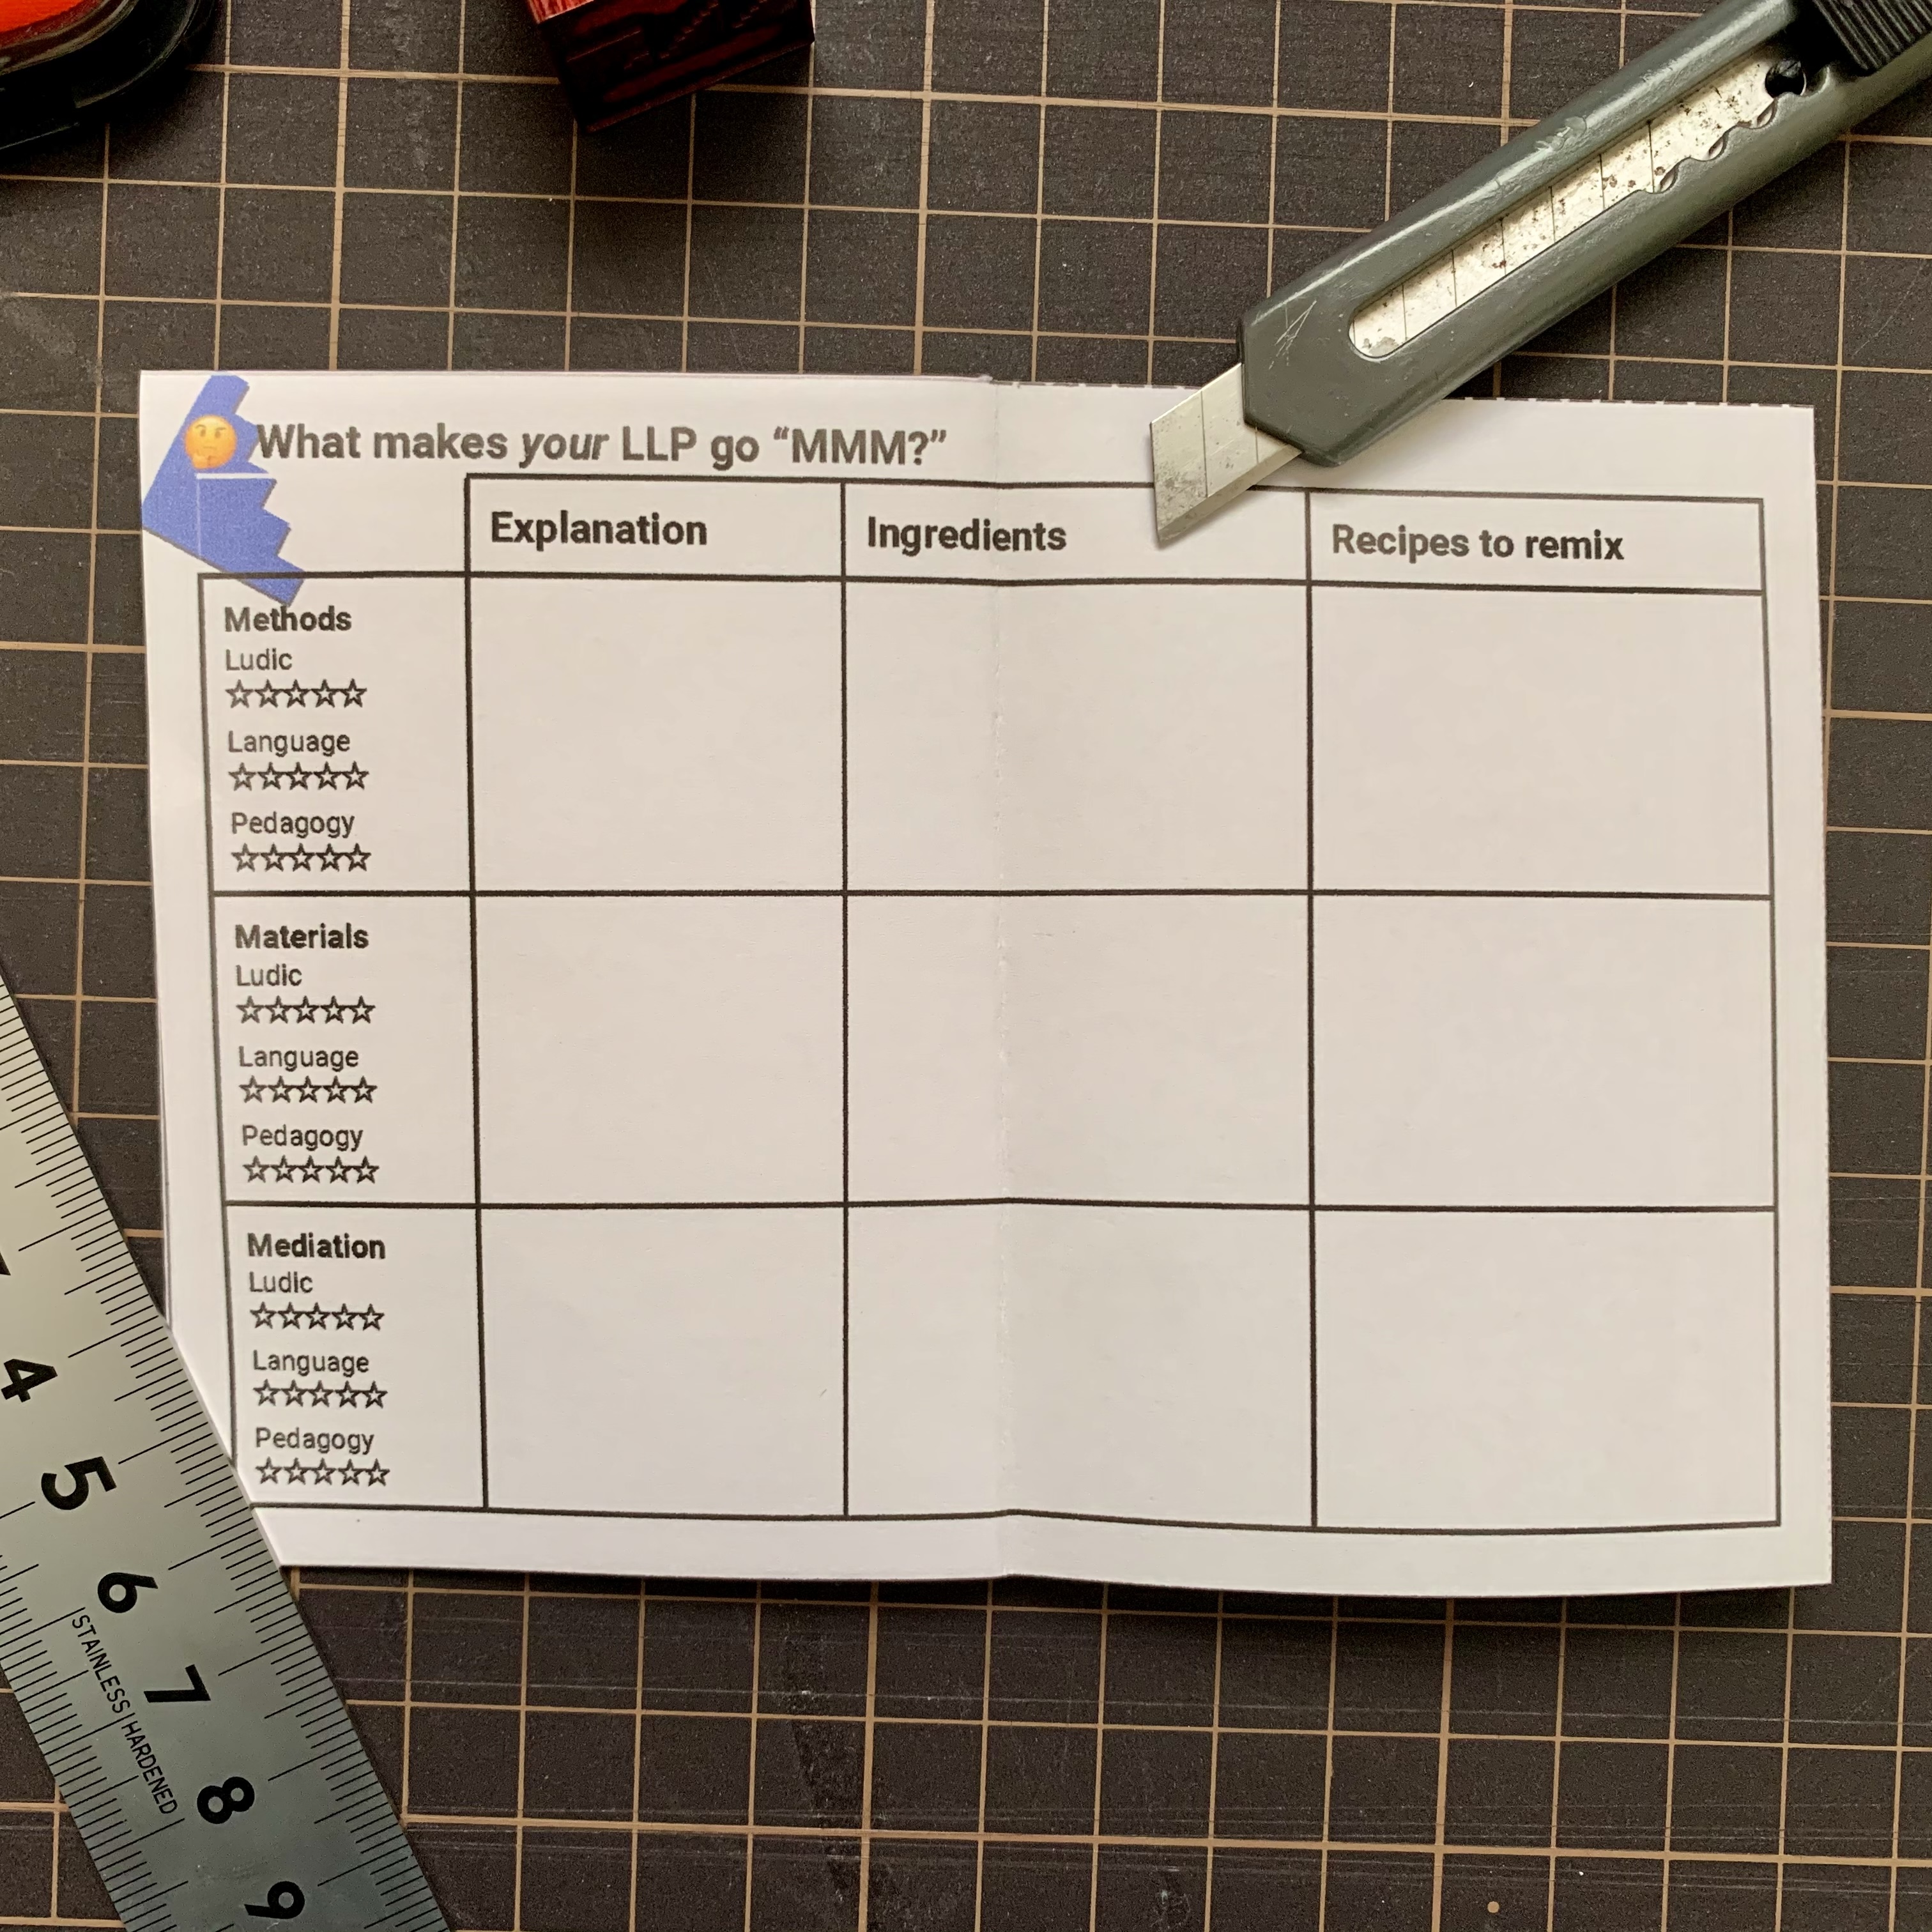 What makes your LLP go “MMM?”
Explanation Ingredients Recipes to remix
Methods
Ludic
☆☆☆☆☆
Language
☆☆☆☆☆
Pedagogy
☆☆☆☆☆
Materials
Ludic
☆☆☆☆☆
Language
☆☆☆☆☆
Pedagogy
☆☆☆☆☆
Mediation
Ludic
☆☆☆☆☆
Language
☆☆☆☆☆
Pedagogy
☆☆☆☆☆
4
5
6
7
8
9
STAINLESS HARDENED